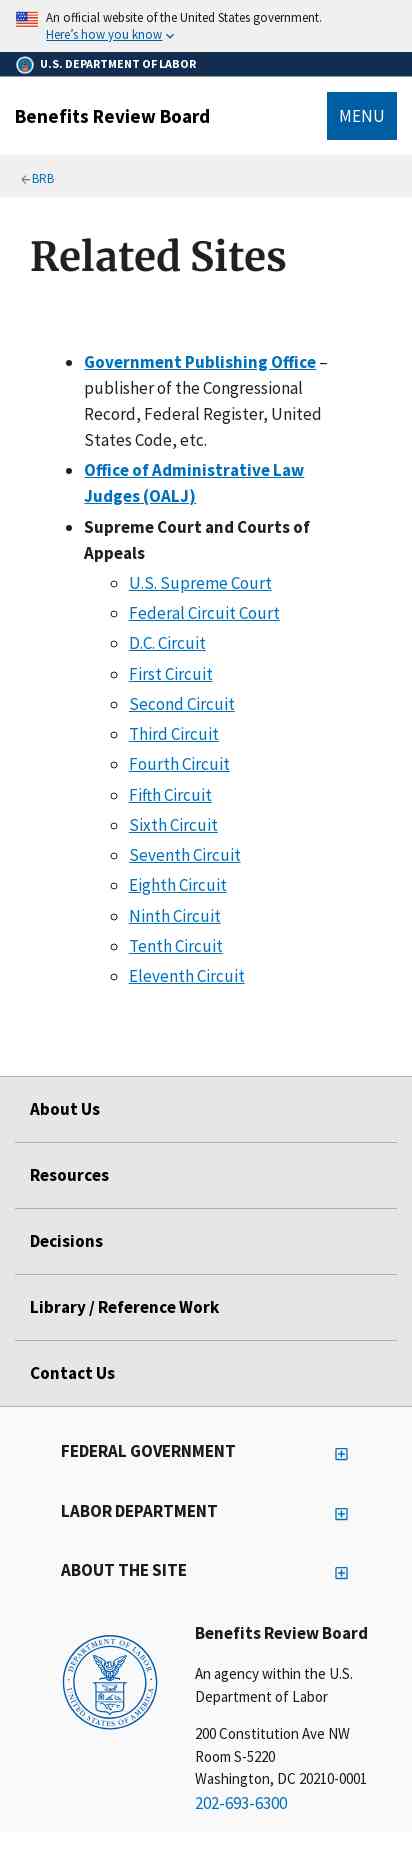 An official website of the United States government.
Here’s how you know
U.S. DEPARTMENT OF LABOR
Benefits Review Board
MENU
BRB
Related Sites
Government Publishing Office –
publisher of the Congressional
Record, Federal Register, United
States Code, etc.
Office of Administrative Law
Judges (OALJ)
Supreme Court and Courts of
Appeals
U.S. Supreme Court
Federal Circuit Court
D.C. Circuit
First Circuit
Second Circuit
Third Circuit
Fourth Circuit
Fifth Circuit
Sixth Circuit
Seventh Circuit
Eighth Circuit
Ninth Circuit
Tenth Circuit
Eleventh Circuit
About Us
Resources
Decisions
Library / Reference Work
Contact Us
FEDERAL GOVERNMENT
LABOR DEPARTMENT
ABOUT THE SITE
DEPARTMENT OF LABOR
UNITED STATES OF AMERICA
Benefits Review Board
An agency within the U.S.
Department of Labor
200 Constitution Ave NW
Room S-5220
Washington, DC 20210-0001
202-693-6300